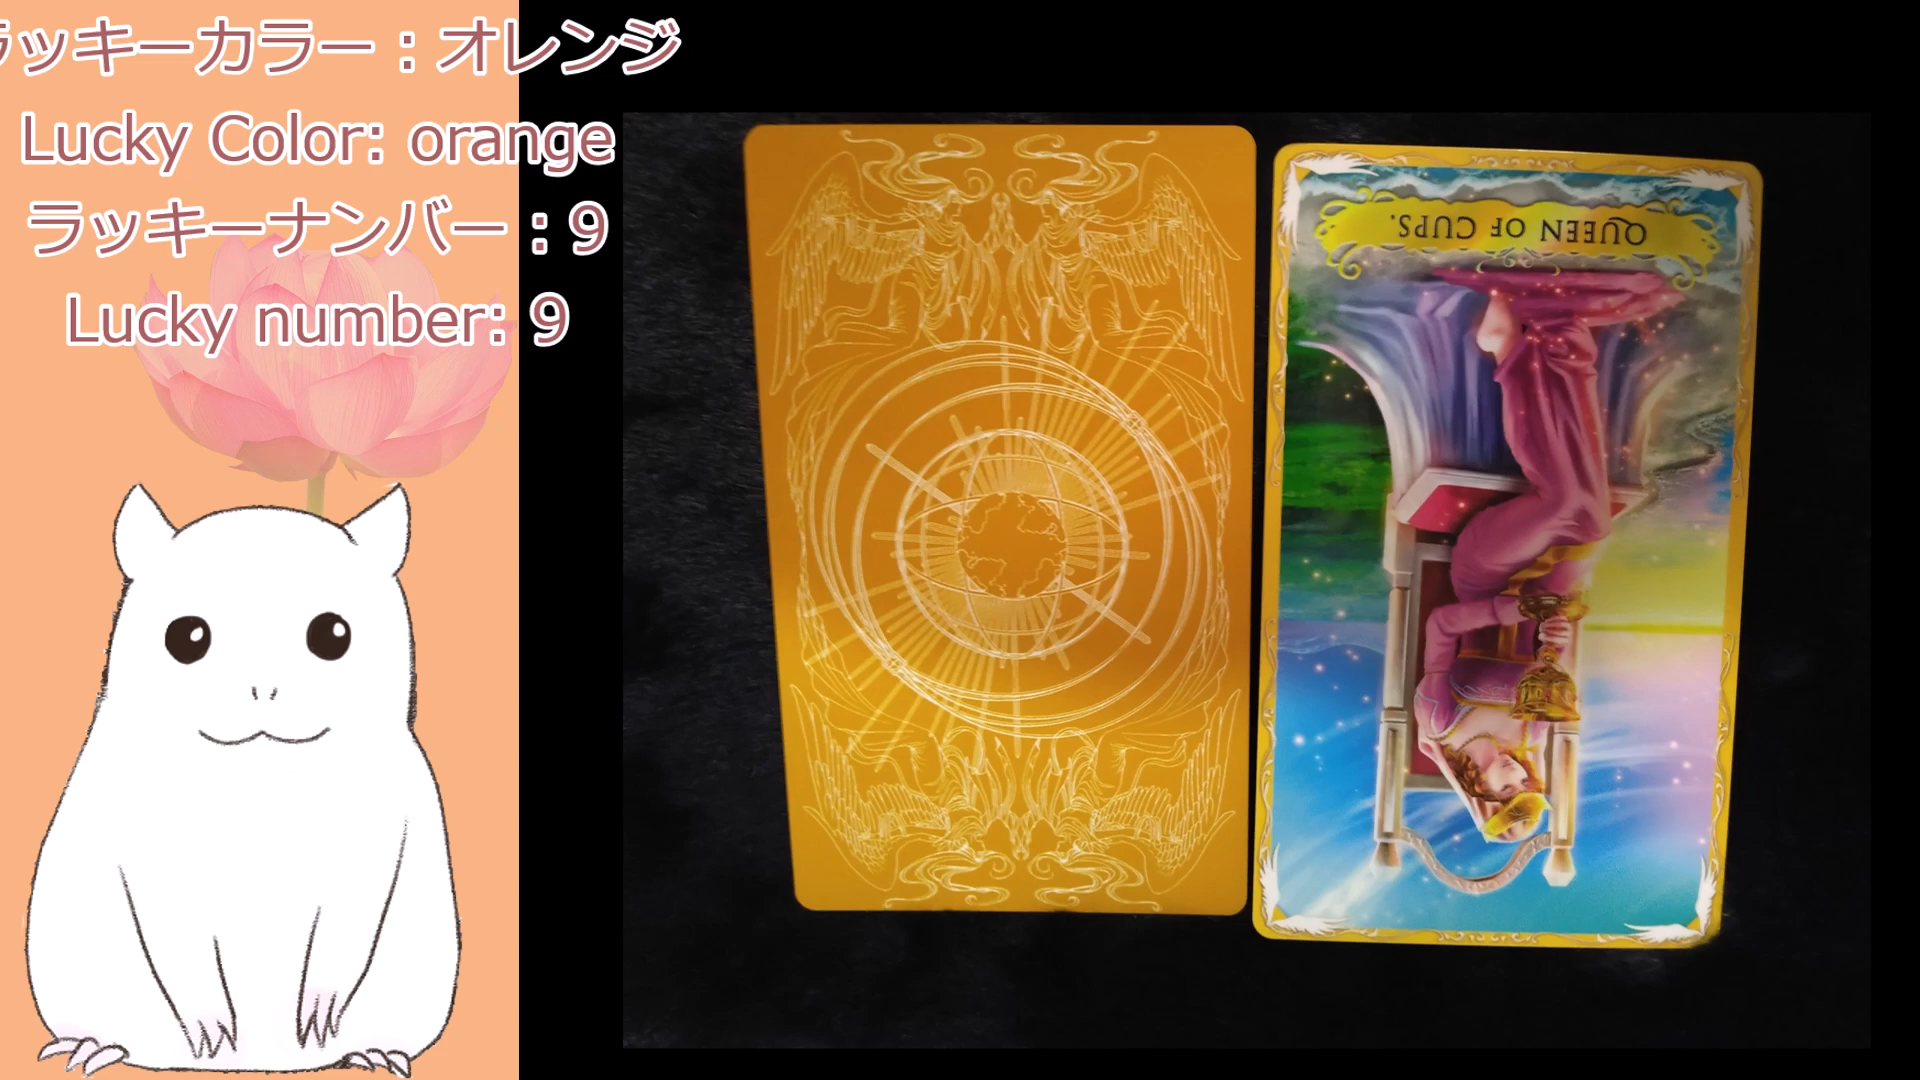 ラッキーカラー：オレンジ
Lucky Color: orange
ラッキーナンバー：9
Lucky number: 9
QUEEN OF CUPS.